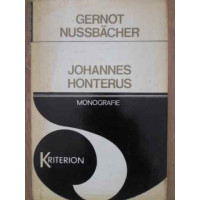 GERNOT
NUSSBÄCHER
JOHANNES
HONTERUS
MONOGRAFIE
KRITERION